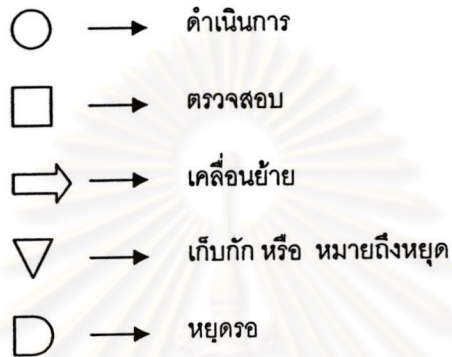 ดำเนินการ
ตรวจสอบ
เคลื่อนย้าย
เก็บกัก หรือ หมายถึงหยุด
หยุดรอ